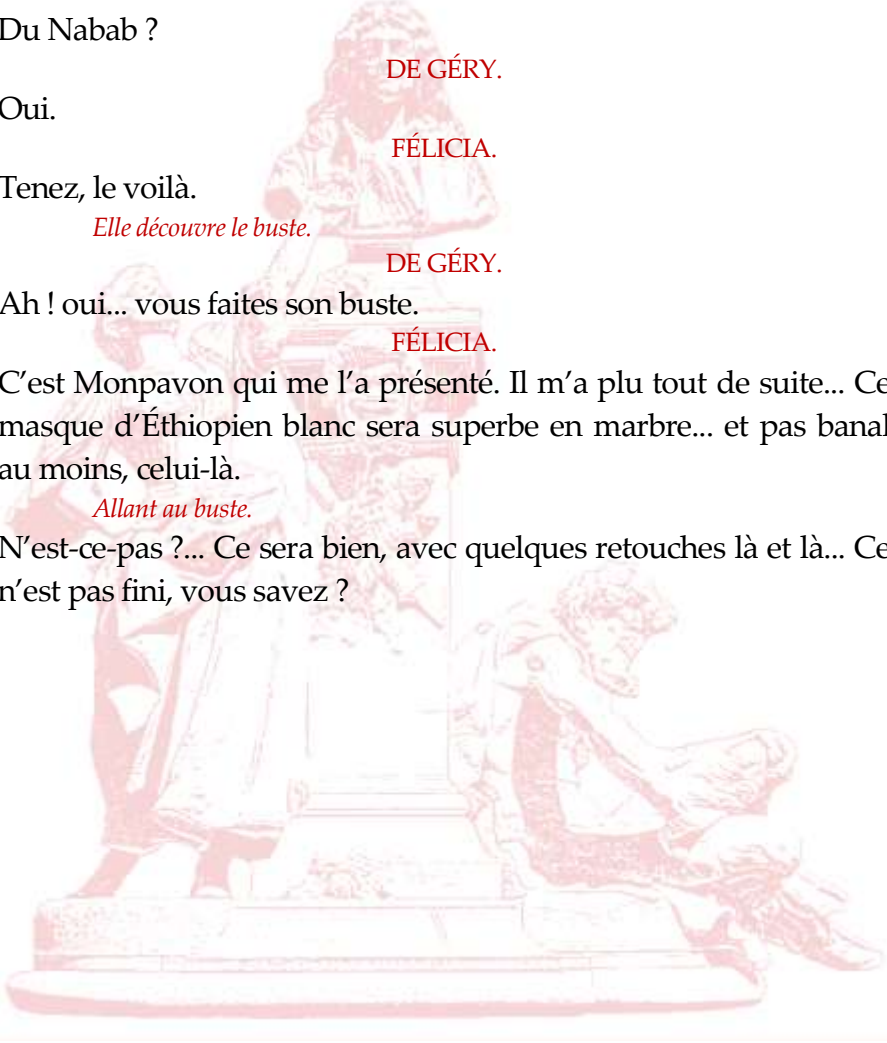 Du Nabab ?
DE GÉRY.
Oui.
FÉLICIA.
Tenez, le voilà.
Elle découvre le buste.
DE GÉRY.
Ah ! oui... vous faites son buste.
FÉLICIA.
C’est Monpavon qui me l’a présenté. Il m’a plu tout de suite... Ce
masque d’Éthiopien blanc sera superbe en marbre... et pas banal
au moins, celui-là.
Allant au buste.
N’est-ce-pas ?... Ce sera bien, avec quelques retouches là et là... Ce
n’est pas fini, vous savez ?